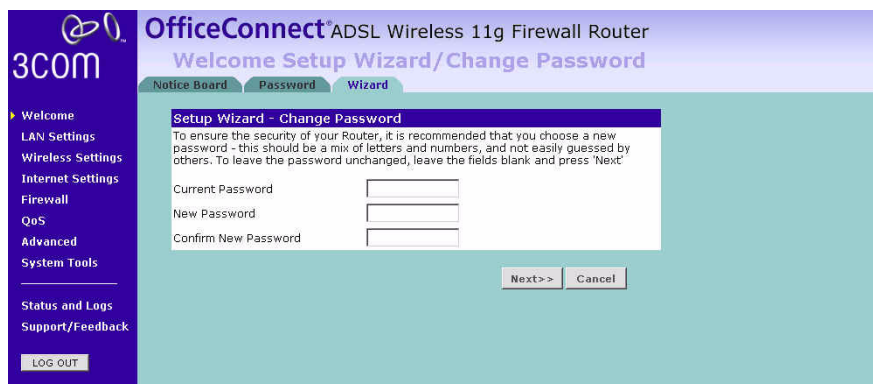 3COM
OfficeConnect® ADSL Wireless 11g Firewall Router
Welcome Setup Wizard/Change Password
Notice Board Password Wizard
Welcome
LAN Settings
Wireless Settings
Internet Settings
Firewall
QoS
Advanced
System Tools
Status and Logs
Support/Feedback
LOG OUT
Setup Wizard - Change Password
To ensure the security of your Router, it is recommended that you choose a new
password - this should be a mix of letters and numbers, and not easily guessed by
others. To leave the password unchanged, leave the fields blank and press 'Next'
Current Password
New Password
Confirm New Password
Next>> Cancel